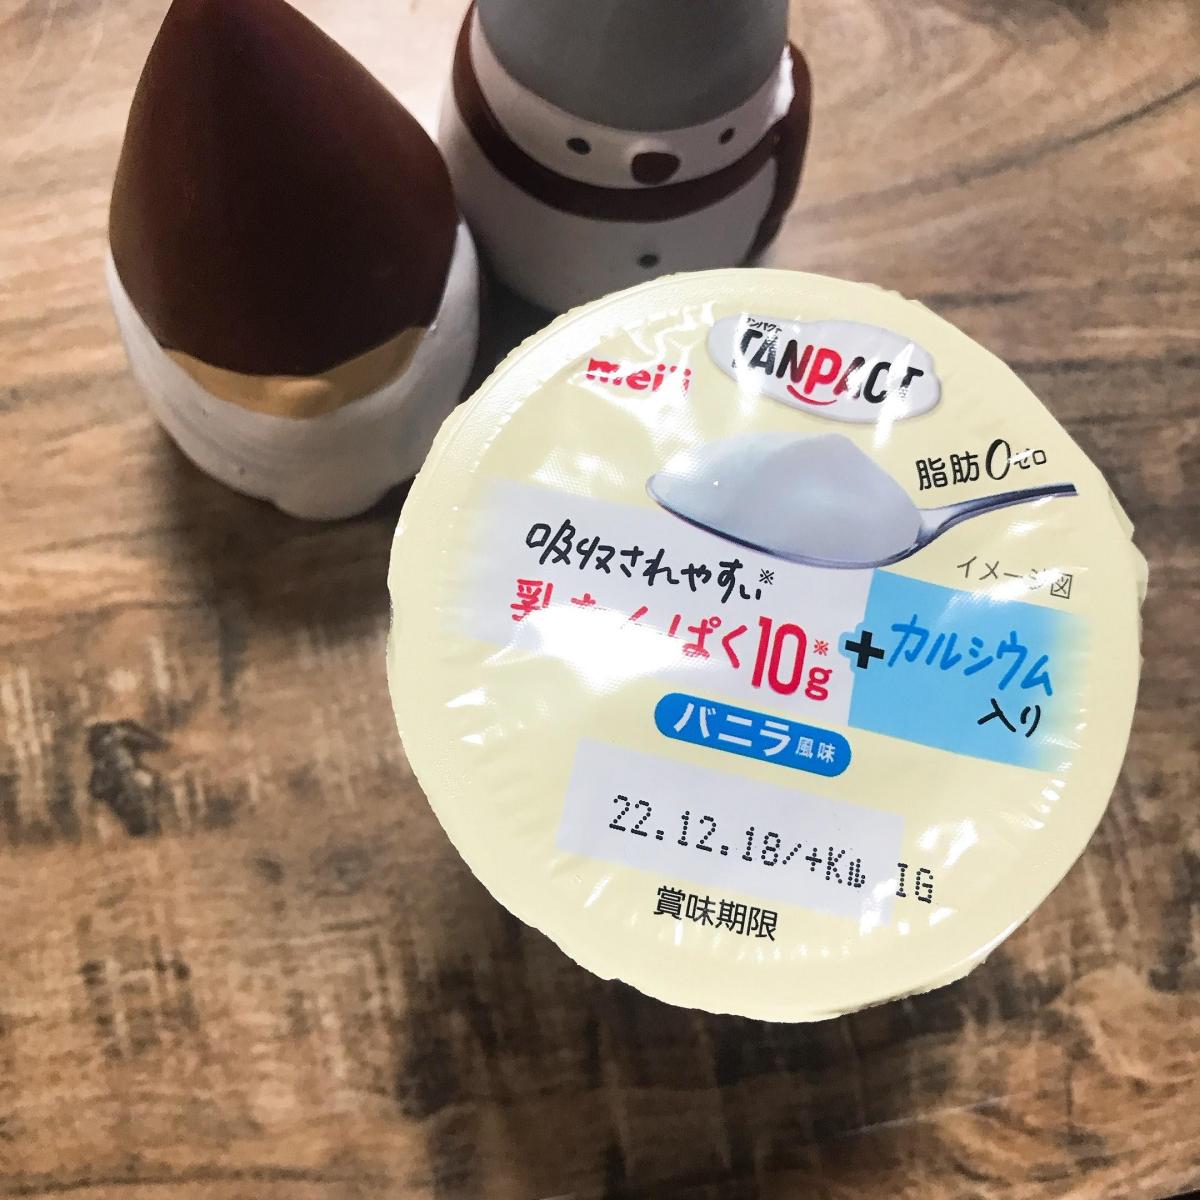 meiji
タンパクト
TANPACT
脂肪0ゼロ
イメージ図
吸収されやすい※
乳たんぱく10※g
+カルシウム
入り
バニラ風味
22.12.18/+Kル IG
賞味期限